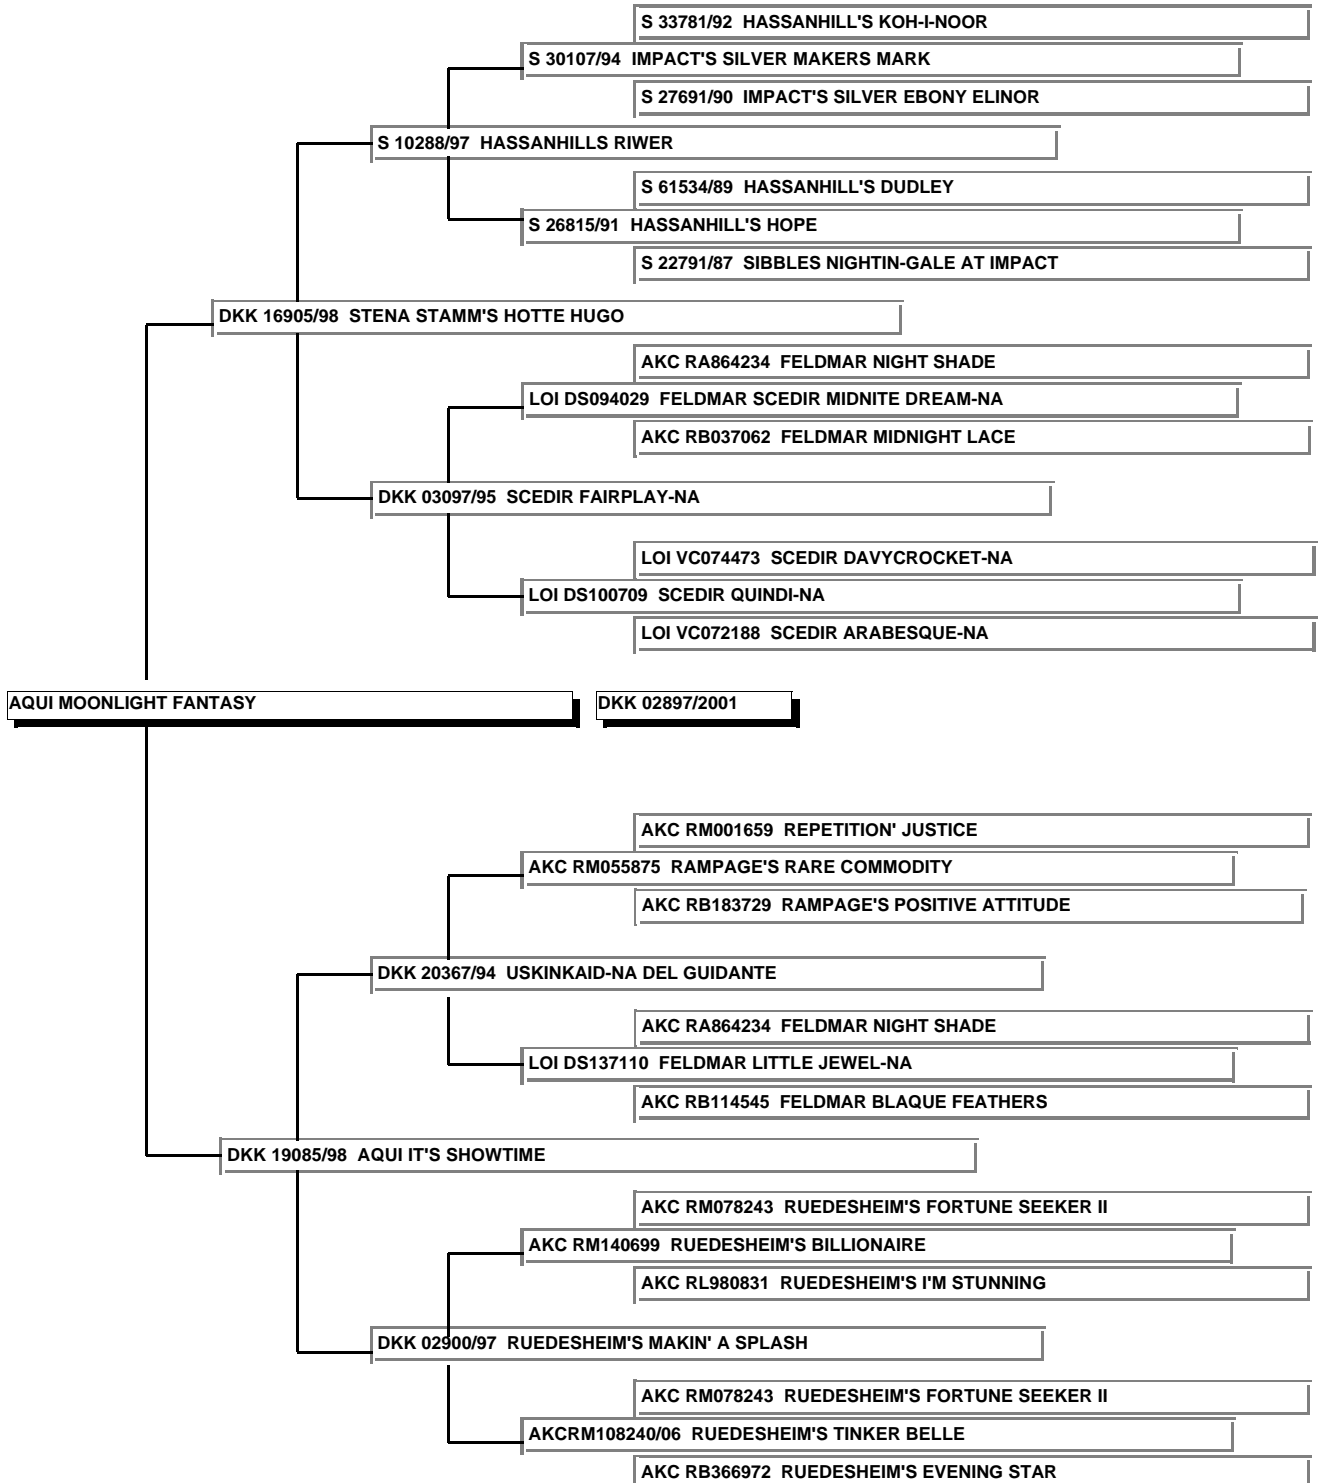 S 33781/92 HASSANHILL'S KOH-I-NOOR
S 30107/94 IMPACT'S SILVER MAKERS MARK
S 27691/90 IMPACT'S SILVER EBONY ELINOR
S 10288/97 HASSANHILLS RIWER
S 61534/89 HASSANHILL'S DUDLEY
S 26815/91 HASSANHILL'S HOPE
S 22791/87 SIBBLES NIGHTIN-GALE AT IMPACT
DKK 16905/98 STENA STAMM'S HOTTE HUGO
AKC RA864234 FELDMAR NIGHT SHADE
LOI DS094029 FELDMAR SCEDIR MIDNITE DREAM-NA
AKC RB037062 FELDMAR MIDNIGHT LACE
DKK 03097/95 SCEDIR FAIRPLAY-NA
LOI VC074473 SCEDIR DAVYCROCKET-NA
LOI DS100709 SCEDIR QUINDI-NA
LOI VC072188 SCEDIR ARABESQUE-NA
AQUI MOONLIGHT FANTASY DKK 02897/2001
AKC RM001659 REPETITION' JUSTICE
AKC RM055875 RAMPAGE'S RARE COMMODITY
AKC RB183729 RAMPAGE'S POSITIVE ATTITUDE
DKK 20367/94 USKINKAID-NA DEL GUIDANTE
AKC RA864234 FELDMAR NIGHT SHADE
LOI DS137110 FELDMAR LITTLE JEWEL-NA
AKC RB114545 FELDMAR BLAQUE FEATHERS
DKK 19085/98 AQUI IT'S SHOWTIME
AKC RM078243 RUEDESHEIM'S FORTUNE SEEKER II
AKC RM140699 RUEDESHEIM'S BILLIONAIRE
AKC RL980831 RUEDESHEIM'S I'M STUNNING
DKK 02900/97 RUEDESHEIM'S MAKIN' A SPLASH
AKC RM078243 RUEDESHEIM'S FORTUNE SEEKER II
AKCRM108240/06 RUEDESHEIM'S TINKER BELLE
AKC RB366972 RUEDESHEIM'S EVENING STAR